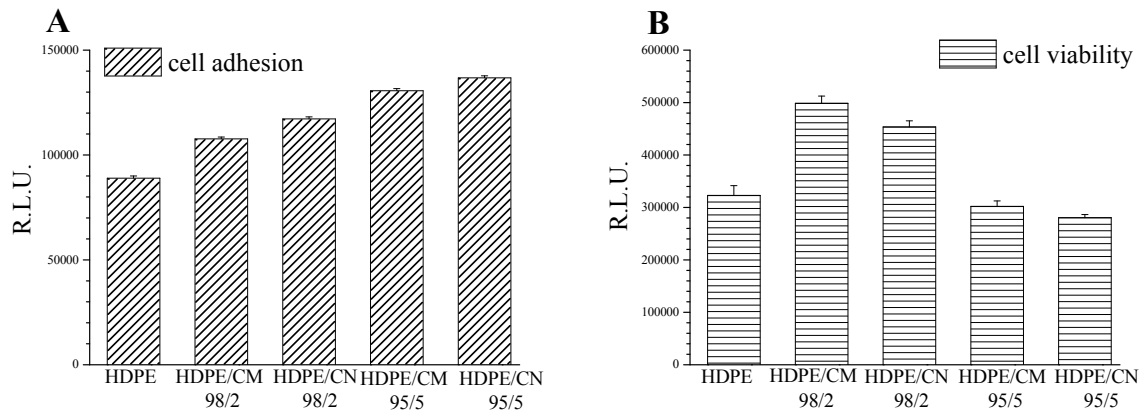 A
cell adhesion
R.L.U.
150000
100000
50000
0
HDPE
HDPE/CM
98/2
HDPE/CN
98/2
HDPE/CM
95/5
HDPE/CN
95/5
B
cell viability
R.L.U.
600000
500000
400000
300000
200000
100000
0
HDPE
HDPE/CM
98/2
HDPE/CN
98/2
HDPE/CM
95/5
HDPE/CN
95/5